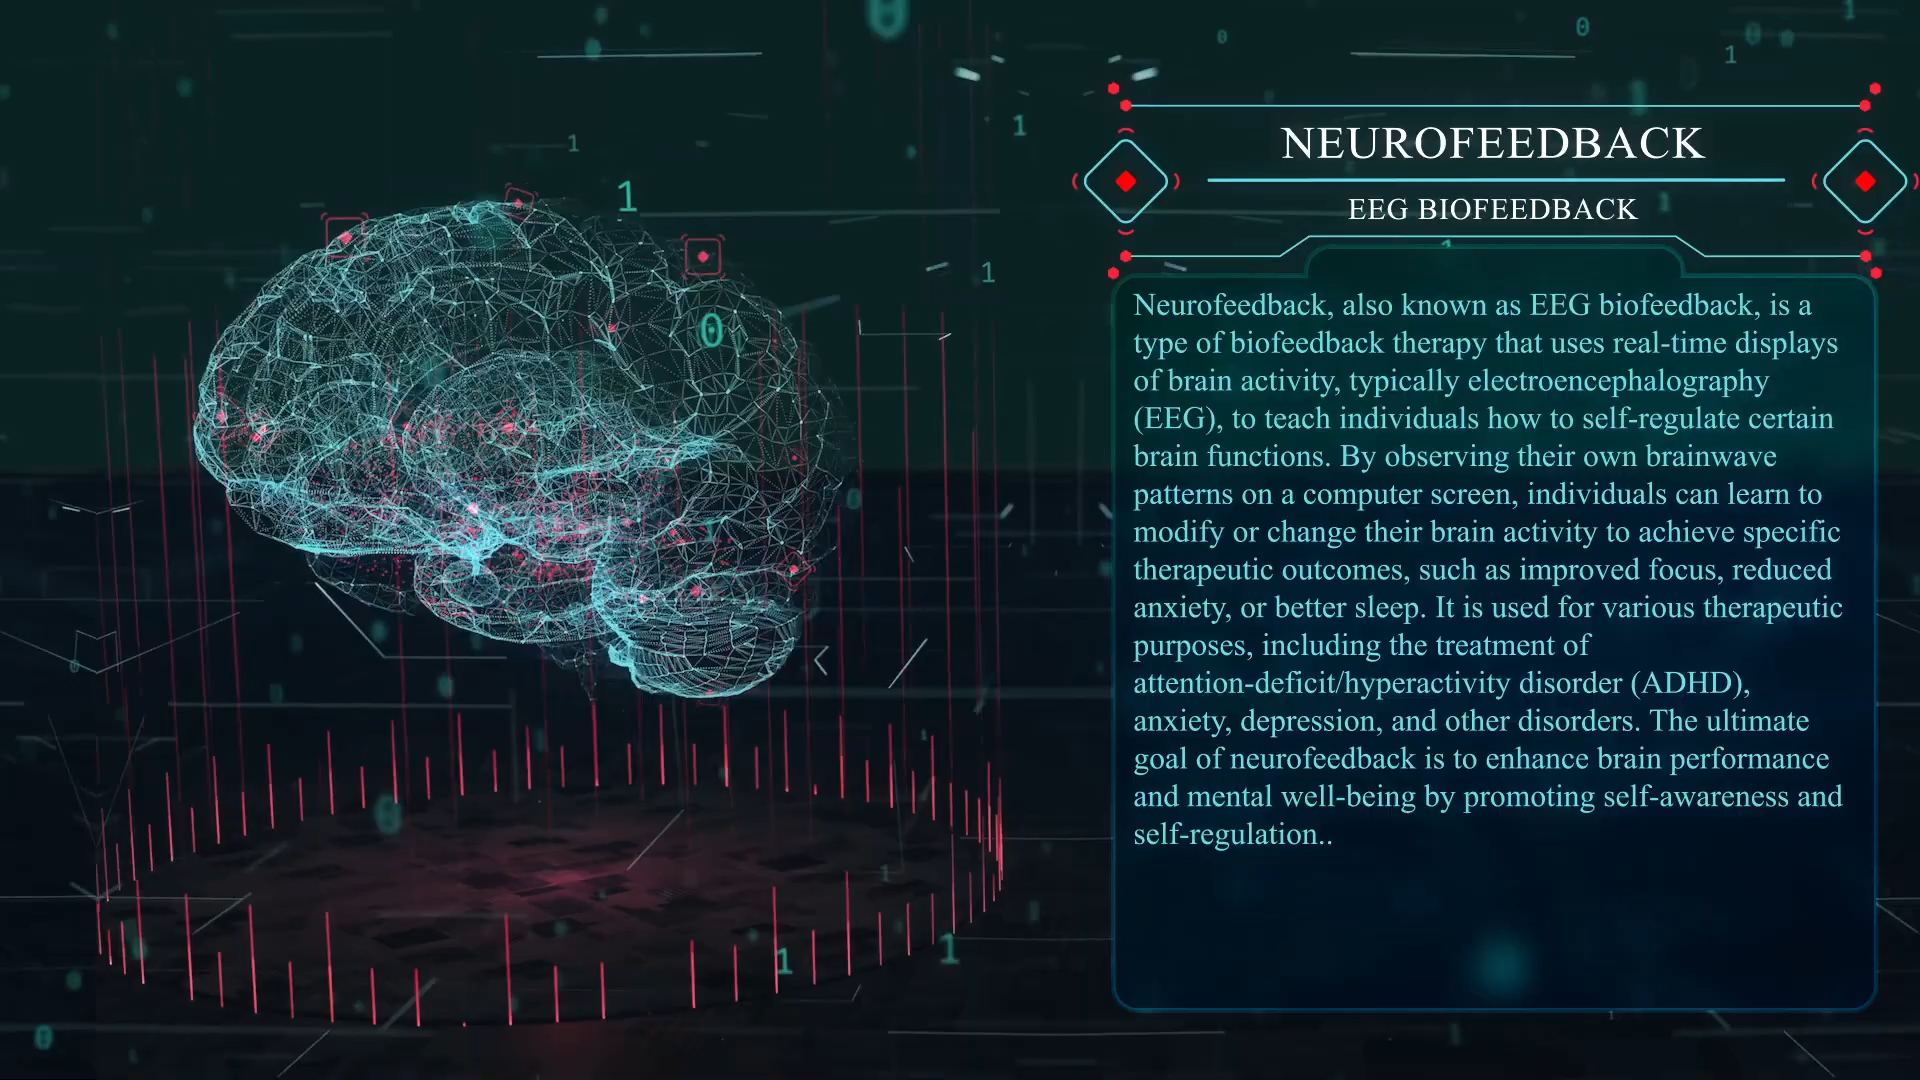 NEUROFEEDBACK
EEG BIOFEEDBACK
Neurofeedback, also known as EEG biofeedback, is a
type of biofeedback therapy that uses real-time displays
of brain activity, typically electroencephalography
(EEG), to teach individuals how to self-regulate certain
brain functions. By observing their own brainwave
patterns on a computer screen, individuals can learn to
modify or change their brain activity to achieve specific
therapeutic outcomes, such as improved focus, reduced
anxiety, or better sleep. It is used for various therapeutic
purposes, including the treatment of
attention-deficit/hyperactivity disorder (ADHD),
anxiety, depression, and other disorders. The ultimate
goal of neurofeedback is to enhance brain performance
and mental well-being by promoting self-awareness and
self-regulation..